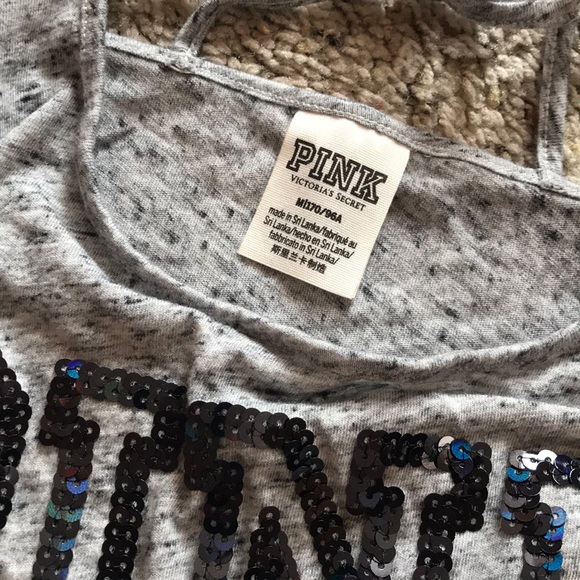 PINK
VICTORIA'S SECRET
M|170/96A
made in Sri Lanka/fabriqué au
Sri Lanka/hecho en Sri Lanka/
fabbricato in Sri Lanka/
斯里兰卡制造